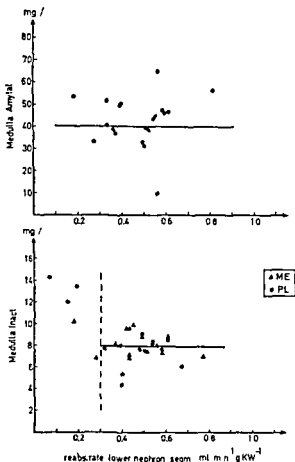 mg /
80
70
60
50
40
30
20
10
Medulla Amytal
0.2 0.4 0.6 0.8 1.0
mg /
16
14
12
10
8
6
4
2
Medulla Inact
▲ ME
• PL
0.2 0.4 0.6 0.8 1.0
reabs.rate lower nephron segm. ml min⁻¹ gKW⁻¹